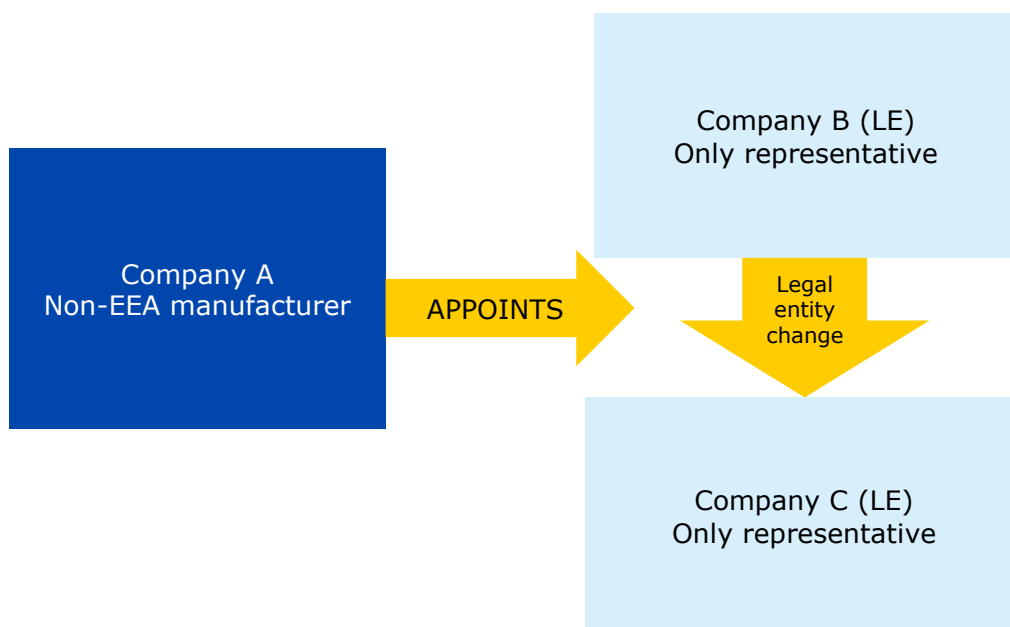 Company A
Non-EEA manufacturer
APPOINTS
Company B (LE)
Only representative
Legal
entity
change
Company C (LE)
Only representative